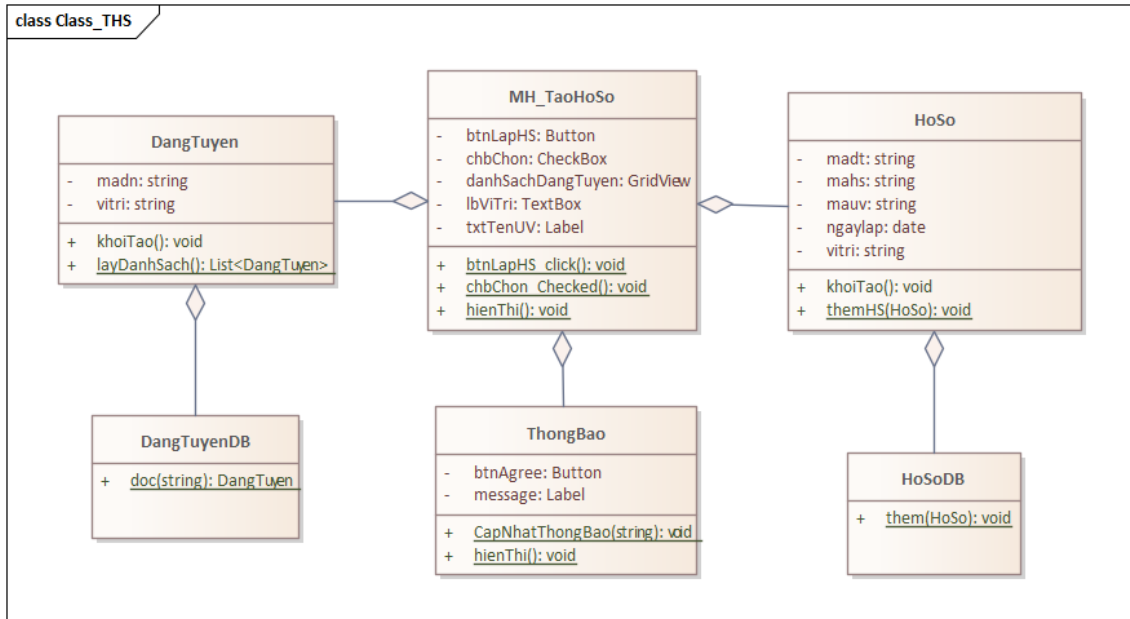 class Class_THS
DangTuyen
- madn: string
- vitri: string
+ khoiTao(): void
+ layDanhSach(): List<DangTuyen>
MH_TaoHoSo
- btnLapHS: Button
- chbChon: CheckBox
- danhSachDangTuyen: GridView
- lbViTri: TextBox
- txtTenUV: Label
+ btnLapHS_click(): void
+ chbChon_Checked(): void
+ hienThi(): void
HoSo
- madt: string
- mahs: string
- mauv: string
- ngaylap: date
- vitri: string
+ khoiTao(): void
+ themHS(HoSo): void
DangTuyenDB
+ doc(string): DangTuyen
ThongBao
- btnAgree: Button
- message: Label
+ CapNhatThongBao(string): void
+ hienThi(): void
HoSoDB
+ them(HoSo): void